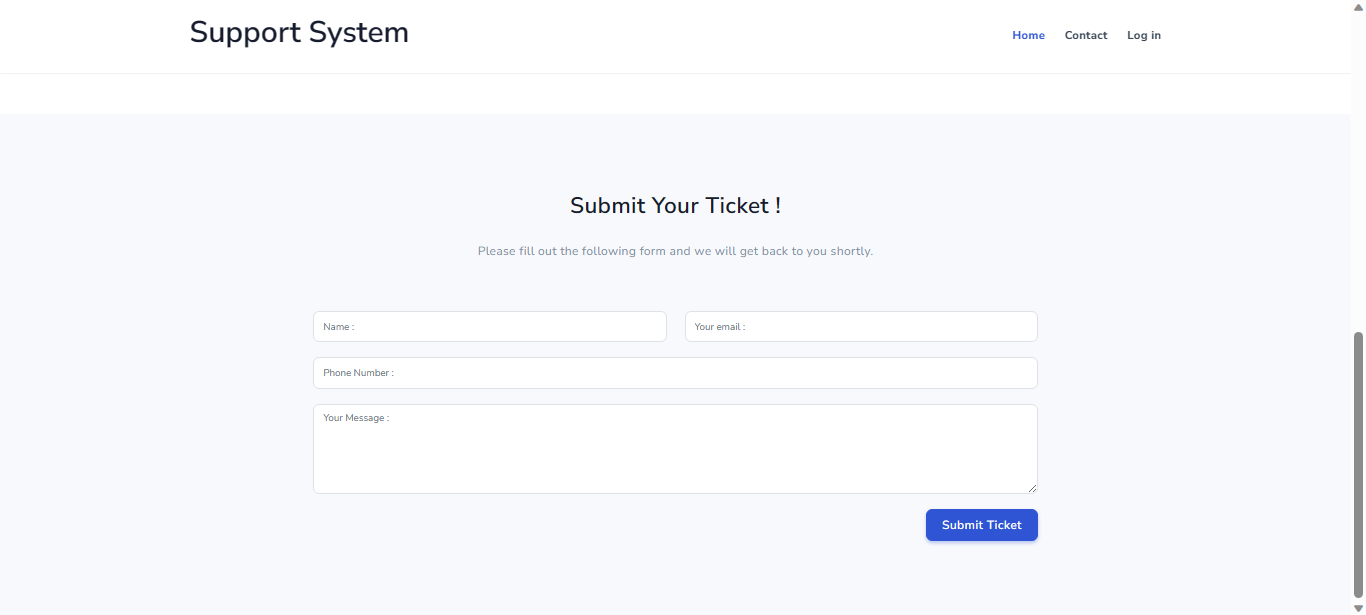 Support System
Home Contact Log in
Submit Your Ticket !
Please fill out the following form and we will get back to you shortly.
Name :
Your email :
Phone Number :
Your Message :
Submit Ticket